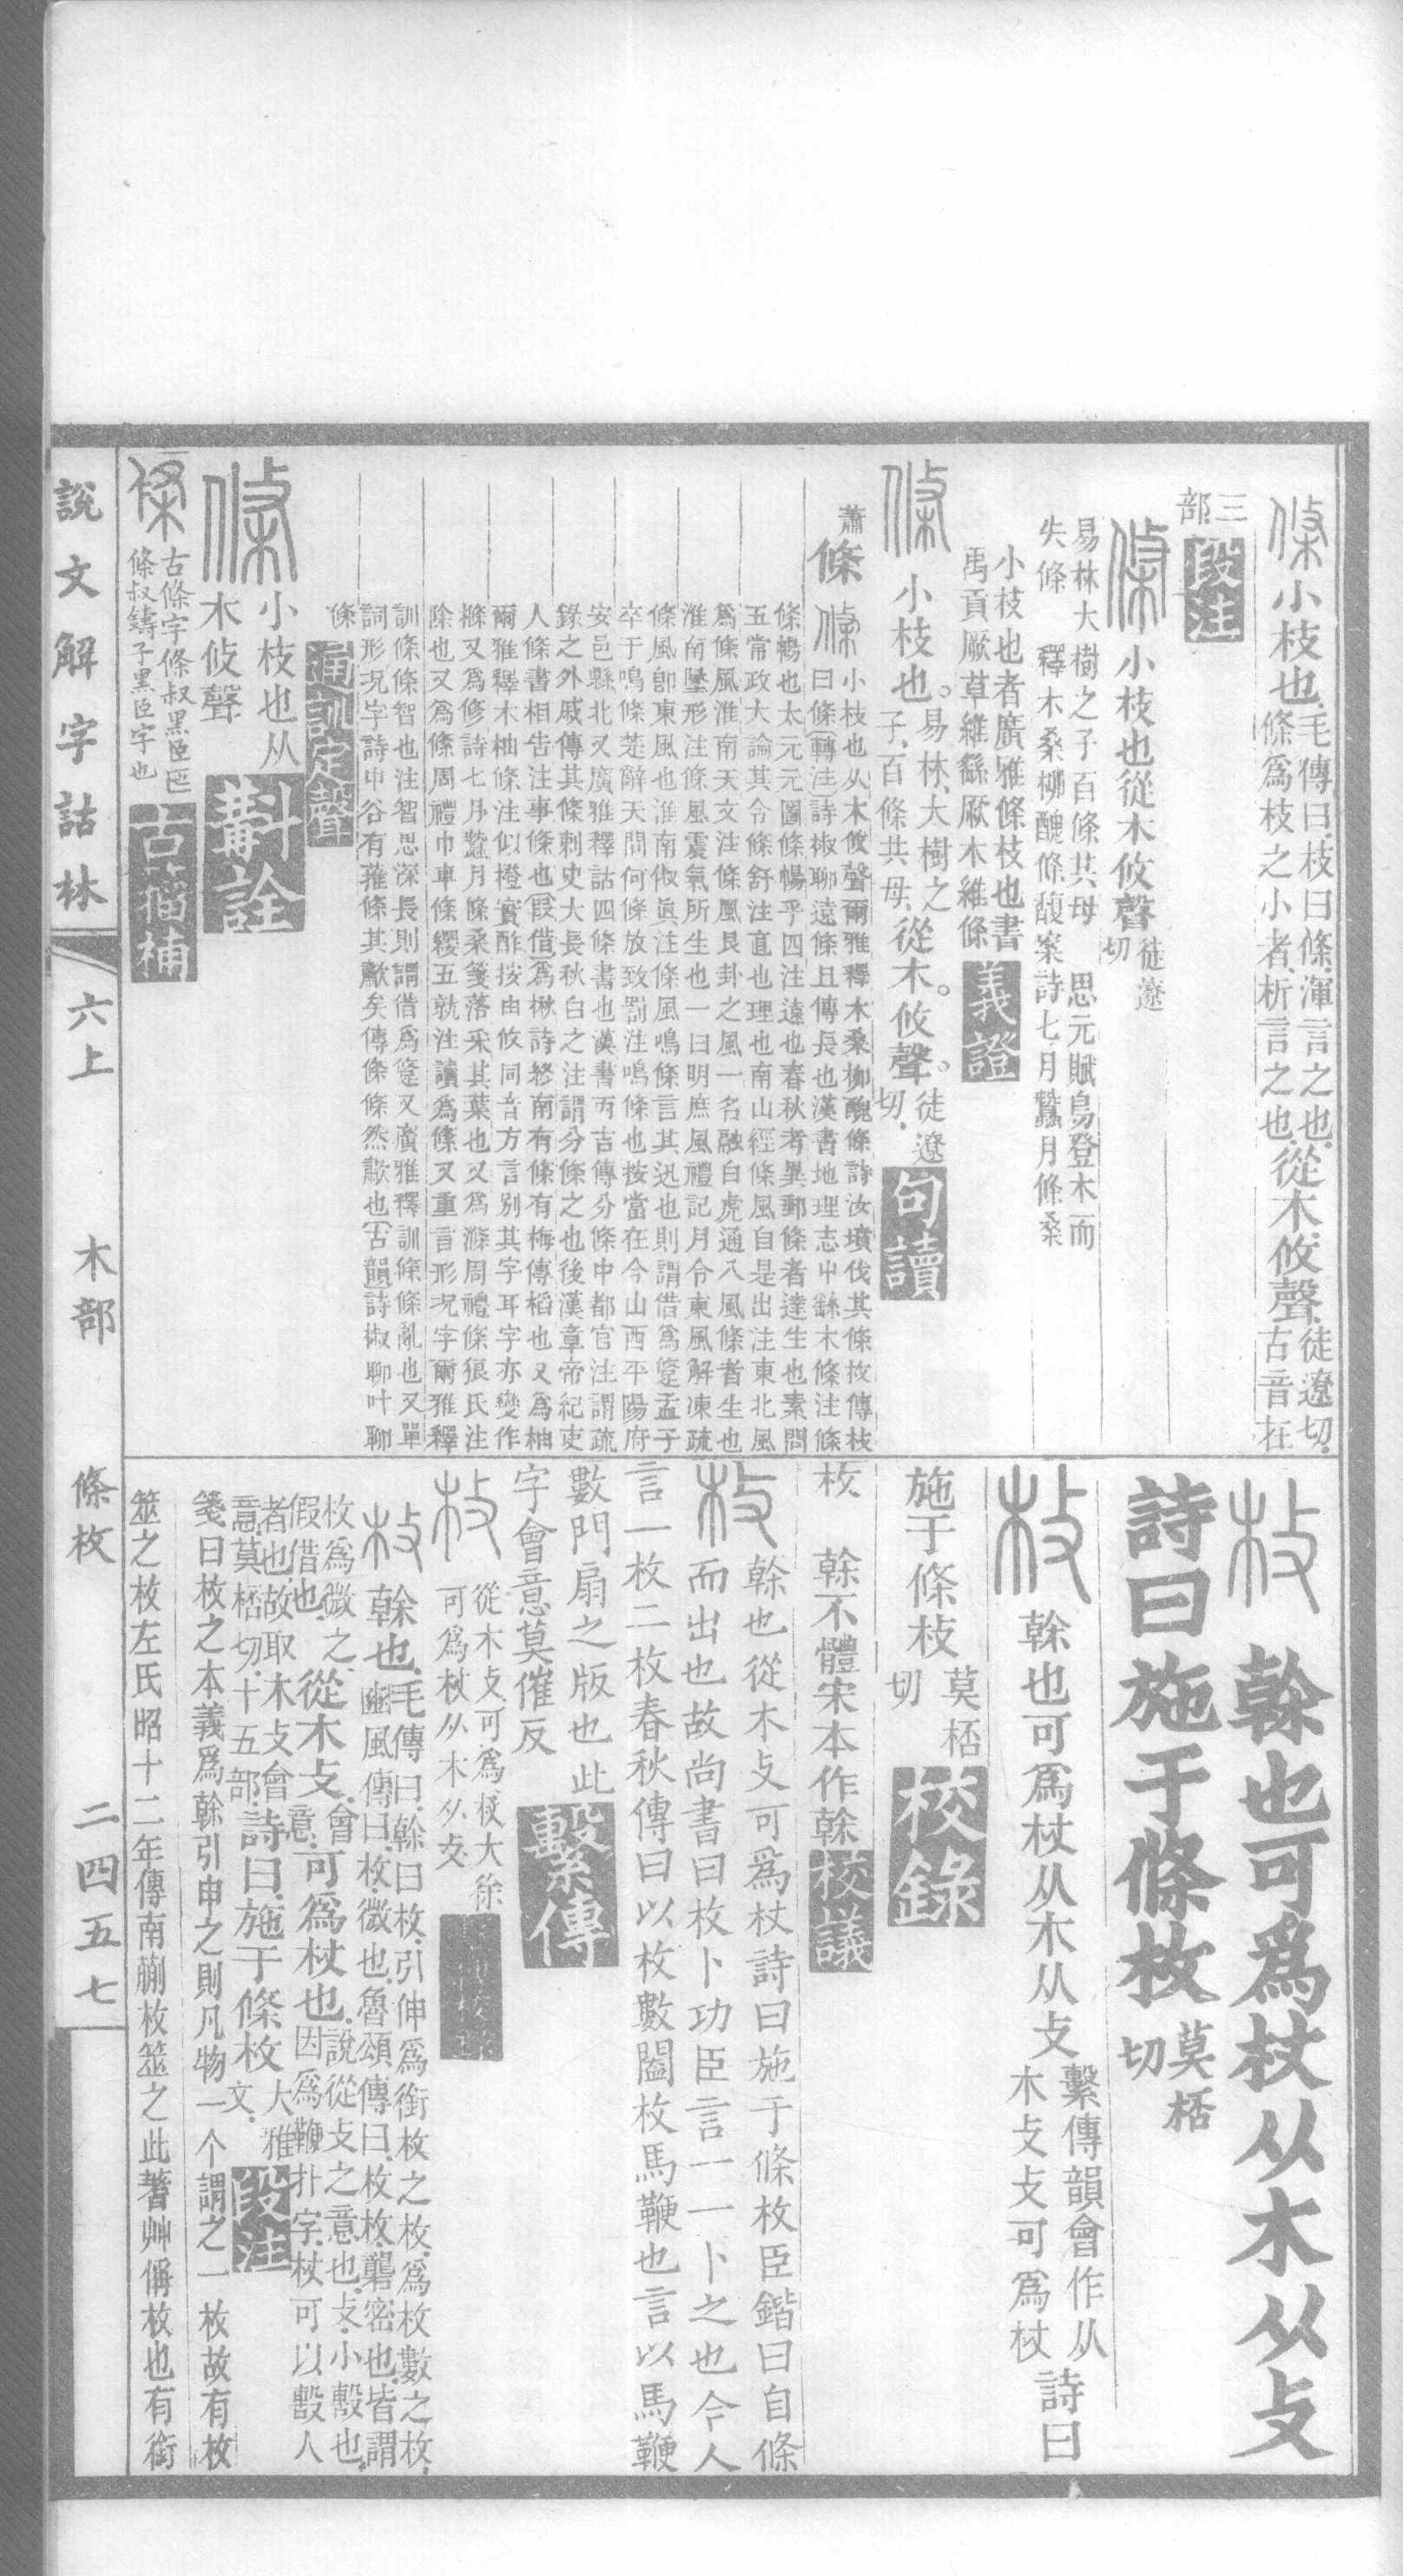 條小枝也毛傳曰枝曰條渾言之也條爲枝之小者析言之也從木攸聲徒遼切古音在
三部段注
條小枝也從木攸聲徒遼切
易林大樹之子百條共母　思元賦鳥登木而
失條　釋木桑柳醜條馥案詩七月蠶月條桑
小枝也者廣雅條枝也書
禹貢厥草維繇厥木維條義證
條小枝也易林大樹之子百條共母從木攸聲徒遼切句讀
蕭
條
條小枝也从木攸聲爾雅釋木桑柳醜條詩汝墳伐其條枚傳枝
曰條轉注詩椒聊遠條且傳長也漢書地理志屮繇木條注條
條暢也太元元圖條暢乎四注遠也春秋考異郵條者達生也素問
五常政大論其令條舒注直也理也南山經條風自是出注東北風
爲條風淮南天文注條風艮卦之風一名融白虎通八風條者生也
淮南墬形注條風震氣所生也一曰明庶風禮記月令東風解凍疏
條風卽東風也淮南俶眞注條風鳴條言其迅也則謂借爲䠷孟子
卒于鳴條楚辭天問何條放致罰注鳴條也按當在今山西平陽府
安邑縣北又廣雅釋詁四條書也漢書丙吉傳分條中都官注謂疏
錄之外戚傳其條刺史大長秋白之注謂分條之也後漢章帝紀吏
人條書相告注事條也假借爲楸詩終南有條有梅傳稻也又爲柚
爾雅釋木柚條注似橙實酢按由攸同音方言別其字耳字亦變作
樤又爲修詩七月蠶月條桑箋落采其葉也又爲滌周禮條狼氏注
除也又爲絛周禮巾車條纓五就注讀爲絛又重言形况字爾雅釋
訓條條智也注智思深長則謂借爲䠷又廣雅釋訓條條亂也又單
詞形况字詩中谷有蓷條其歗矣傳條條然歗也古韻詩椒聊叶聊
條通訓定聲
條小枝也从
木攸聲斠詮
古條字條叔黑臣匜
條叔鑄子黑臣字也古籀補
枚榦也可爲杖从木从攴
詩曰施于條枚莫桮切
枚榦也可爲杖从木从攴繫傳韻會作从木攴攴可爲杖詩曰
施于條枝莫桮切校錄
枚　榦不體宋本作榦校議
枚榦也從木攴可爲杖詩曰施于條枚臣鍇曰自條
而出也故尚書曰枚卜功臣言一一卜之也今人
言一枚二枚春秋傳曰以枚數闔枚馬鞭也言以馬鞭
數門扇之版也此
字會意莫催反繫傳
枚從木攴可爲杖大徐
可爲杖从木从攴
枚榦也毛傳曰榦曰枚引伸爲銜枚之枚爲枚數之枚
豳風傳曰枚微也魯頌傳曰枚枚礱密也皆謂
枚爲微之假借也從木攴會意可爲杖也說從攴之意也攴小擊也
因爲鞭扑字杖可以擊人
者也故取木攴會意莫桮切十五部詩曰施于條枚大雅文段注
箋曰枚之本義爲榦引申之則凡物一个謂之一枚故有枚
筮之枚左氏昭十二年傳南蒯枚筮之此蓍艸偁枚也有銜
說文解字詁林　六上　木部　條枚　二四五七